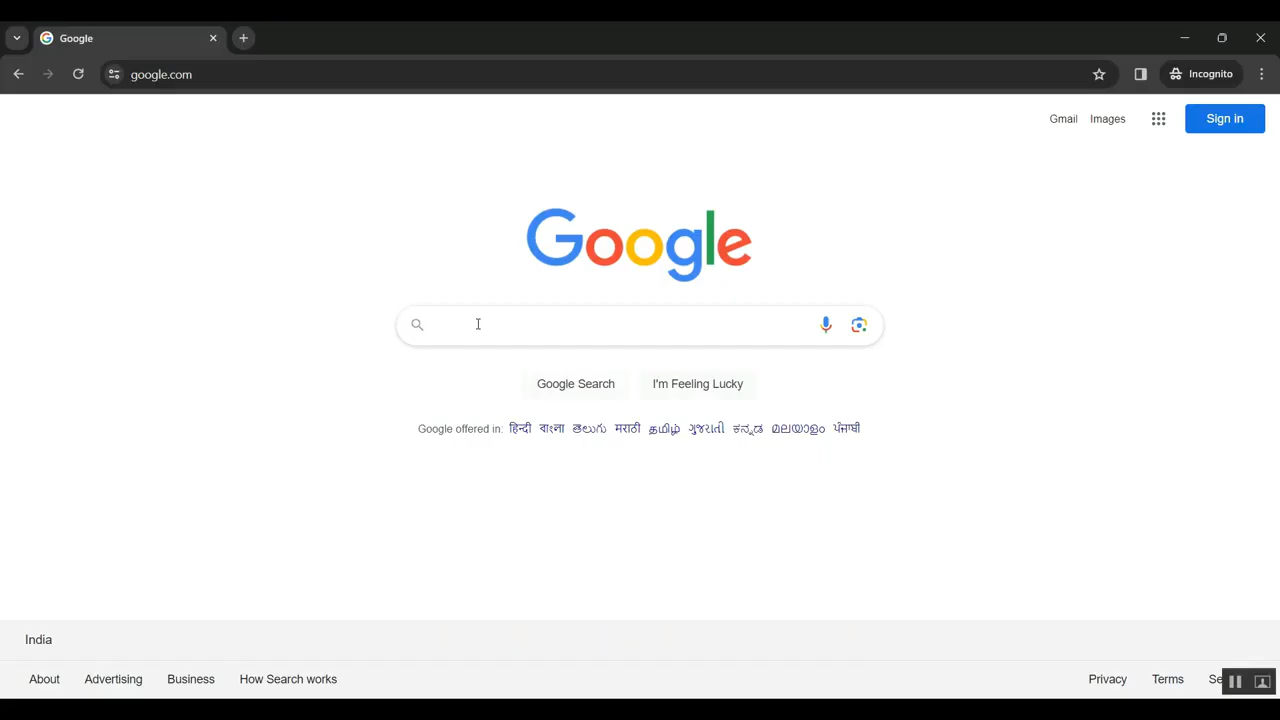 Google
google.com
Incognito
Gmail Images Sign in
Google
Google Search I'm Feeling Lucky
Google offered in: हिन्दी বাংলা తెలుగు मराठी தமிழ் ગુજરાતી ಕನ್ನಡ മലയാളം ਪੰਜਾਬੀ
India
About Advertising Business How Search works Privacy Terms